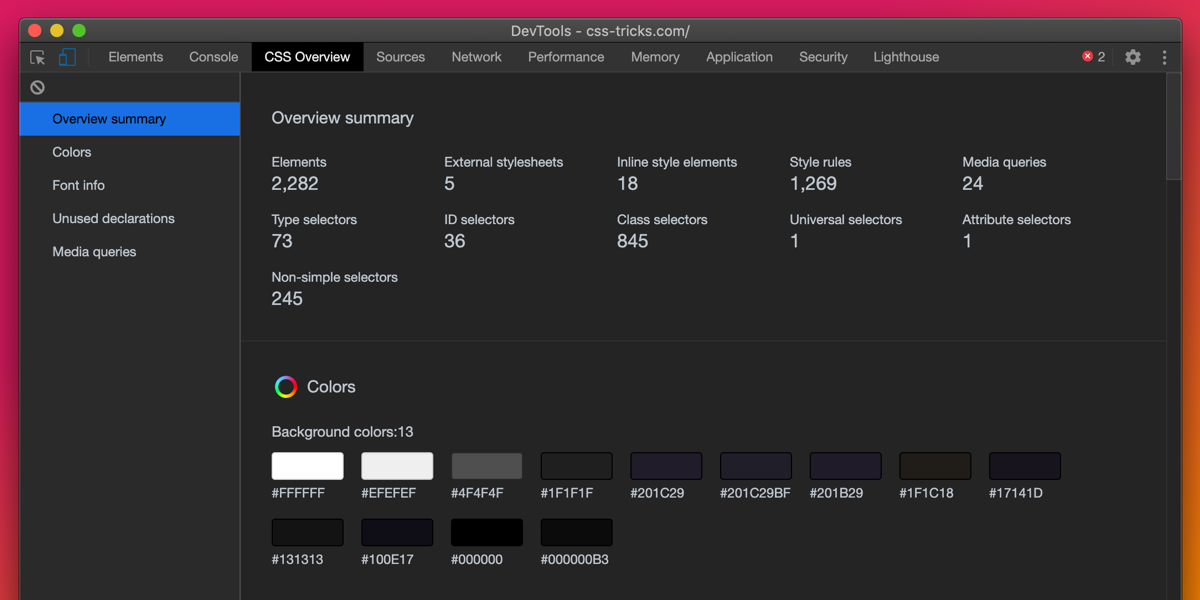 DevTools - css-tricks.com/
Elements Console CSS Overview Sources Network Performance Memory Application Security Lighthouse 2
Overview summary
Colors
Font info
Unused declarations
Media queries
Overview summary
Elements External stylesheets Inline style elements Style rules Media queries
2,282 5 18 1,269 24
Type selectors ID selectors Class selectors Universal selectors Attribute selectors
73 36 845 1 1
Non-simple selectors
245
Colors
Background colors:13
#FFFFFF #EFEFEF #4F4F4F #1F1F1F #201C29 #201C29BF #201B29 #1F1C18 #17141D
#131313 #100E17 #000000 #000000B3